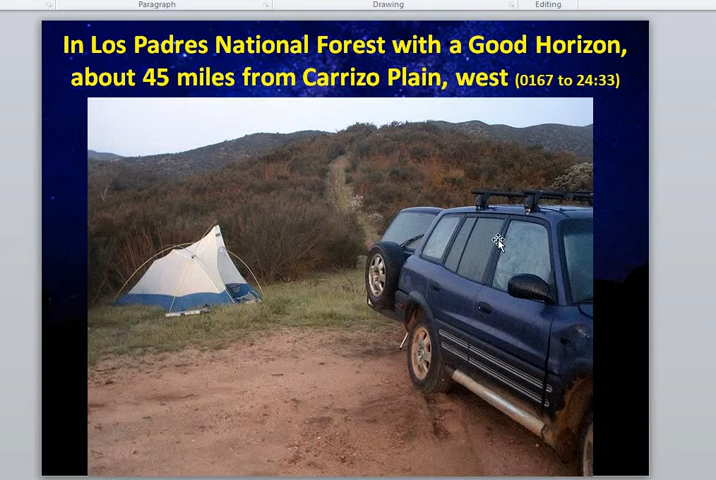 Paragraph Drawing Editing
In Los Padres National Forest with a Good Horizon,
about 45 miles from Carrizo Plain, west (0167 to 24:33)